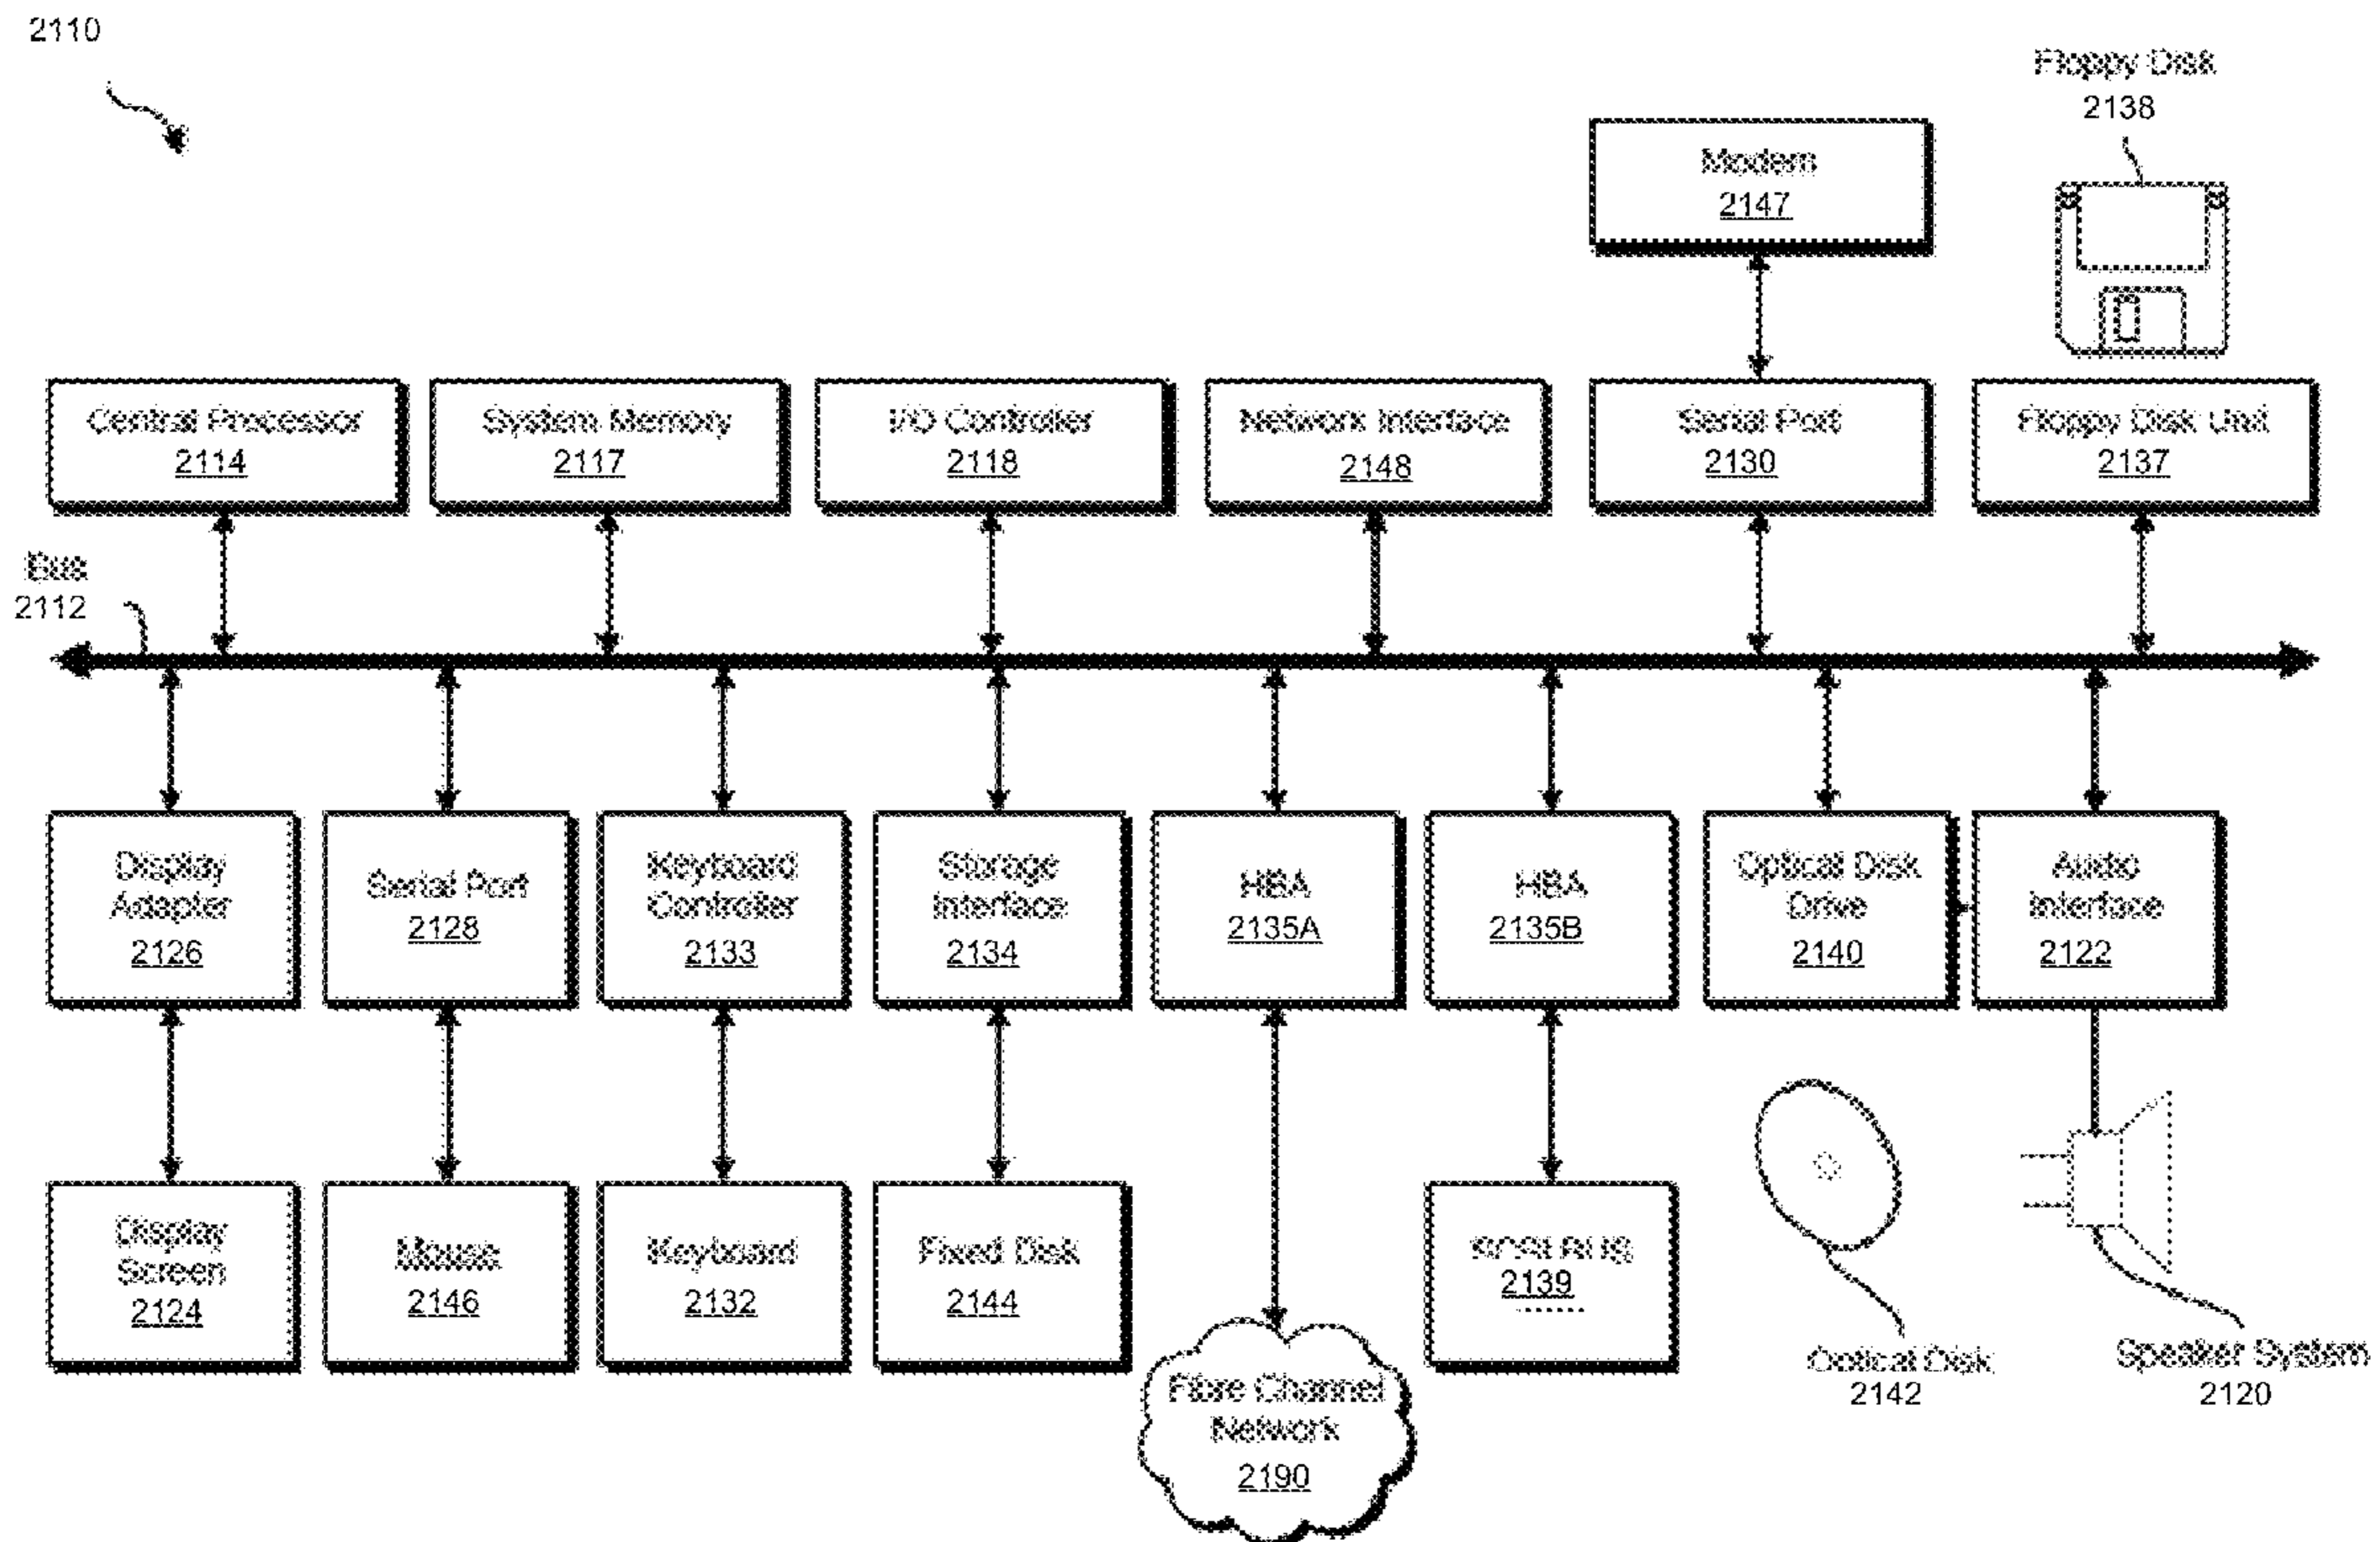 2110
Floppy Disk
2138
Modem
2147
Central Processor
2114
System Memory
2117
I/O Controller
2118
Network Interface
2148
Serial Port
2130
Floppy Disk Unit
2137
Bus
2112
Display
Adapter
2126
Serial Port
2128
Keyboard
Controller
2133
Storage
Interface
2134
HBA
2135A
HBA
2135B
Optical Disk
Drive
2140
Audio
Interface
2122
Display
Screen
2124
Mouse
2146
Keyboard
2132
Fixed Disk
2144
Fibre Channel
Network
2190
SCSI BUS
2139
Optical Disk
2142
Speaker System
2120